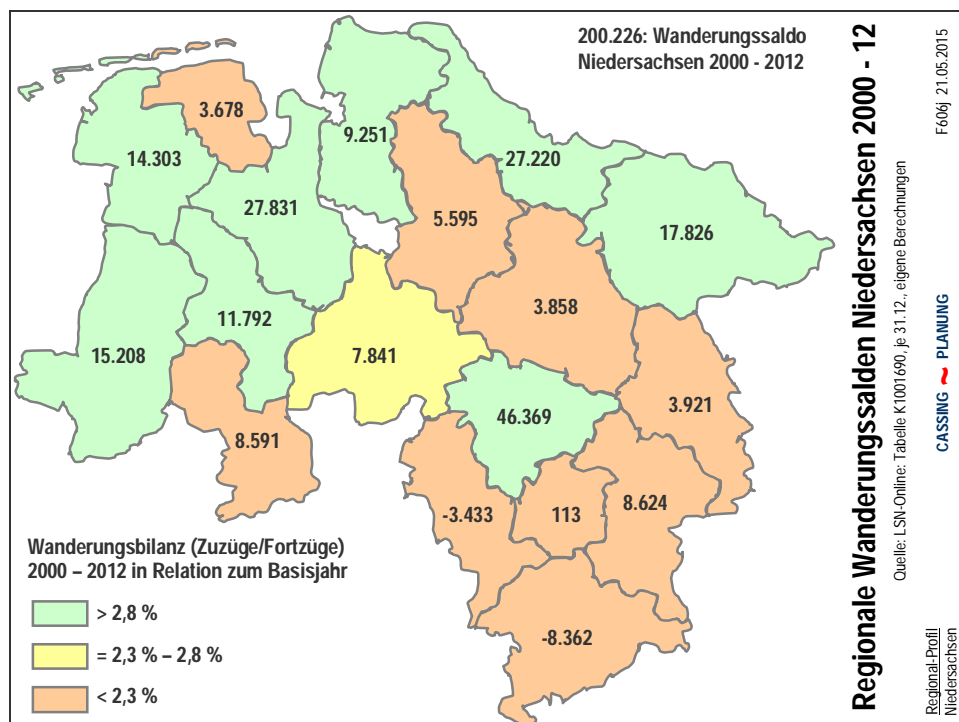 200.226: Wanderungssaldo
Niedersachsen 2000 - 2012
3.678
9.251
14.303
27.220
27.831
5.595
17.826
3.858
11.792
15.208
7.841
3.921
46.369
8.591
8.624
-3.433
113
-8.362
Wanderungsbilanz (Zuzüge/Fortzüge)
2000 – 2012 in Relation zum Basisjahr
> 2,8 %
= 2,3 % – 2,8 %
< 2,3 %
Regionale Wanderungssalden Niedersachsen 2000 - 12
Quelle: LSN-Online: Tabelle K1001690, je 31.12., eigene Berechnungen
F606j 21.05.2015
CASSING ~ PLANUNG
Regional-Profil
Niedersachsen